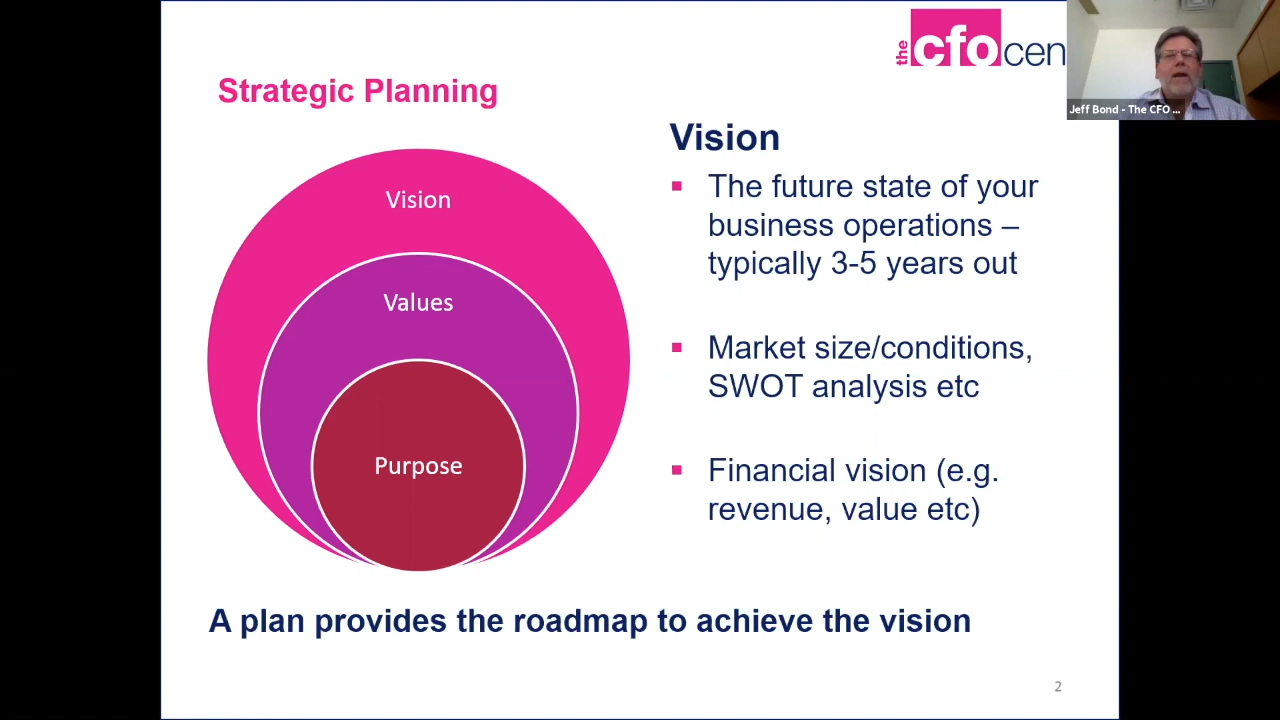 the cfo cen
Jeff Bond - The CFO ...
Strategic Planning
Vision
Values
Purpose
Vision
▪ The future state of your
business operations –
typically 3-5 years out
▪ Market size/conditions,
SWOT analysis etc
▪ Financial vision (e.g.
revenue, value etc)
A plan provides the roadmap to achieve the vision
2